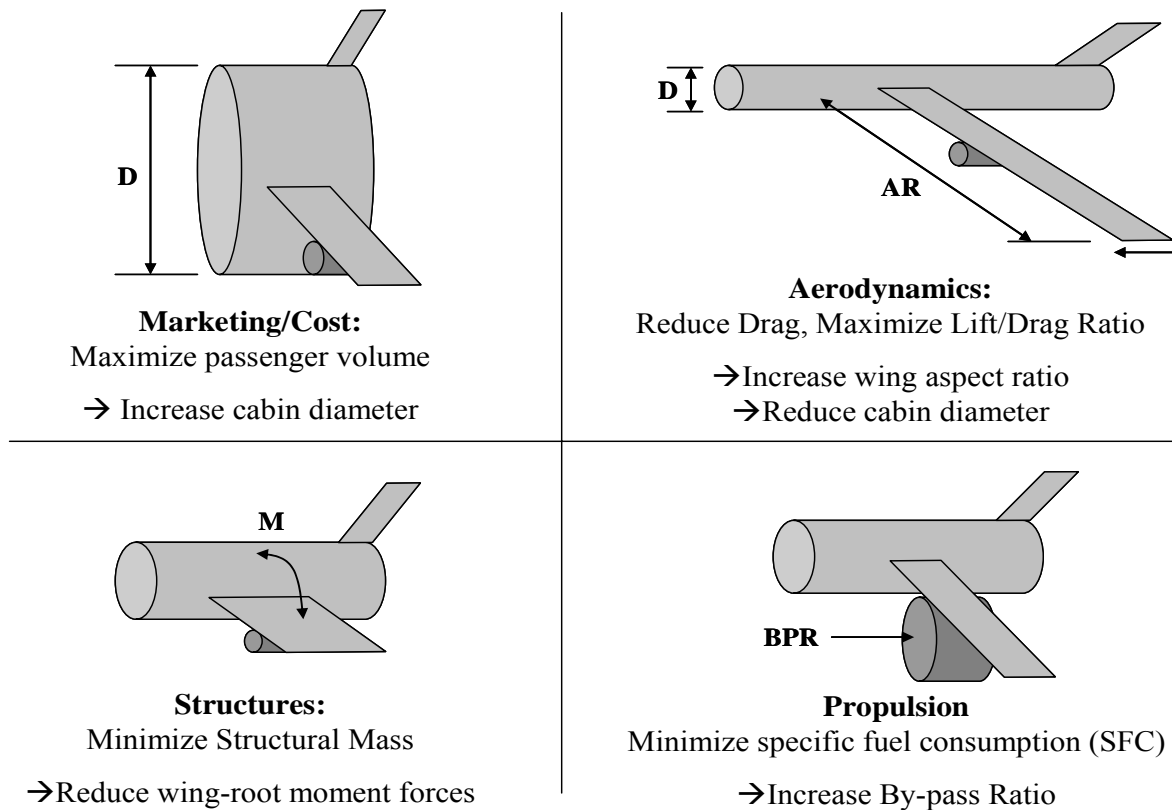 D
Marketing/Cost:
Maximize passenger volume
→ Increase cabin diameter
D
AR
Aerodynamics:
Reduce Drag, Maximize Lift/Drag Ratio
→Increase wing aspect ratio
→Reduce cabin diameter
M
Structures:
Minimize Structural Mass
→Reduce wing-root moment forces
BPR
Propulsion
Minimize specific fuel consumption (SFC)
→Increase By-pass Ratio